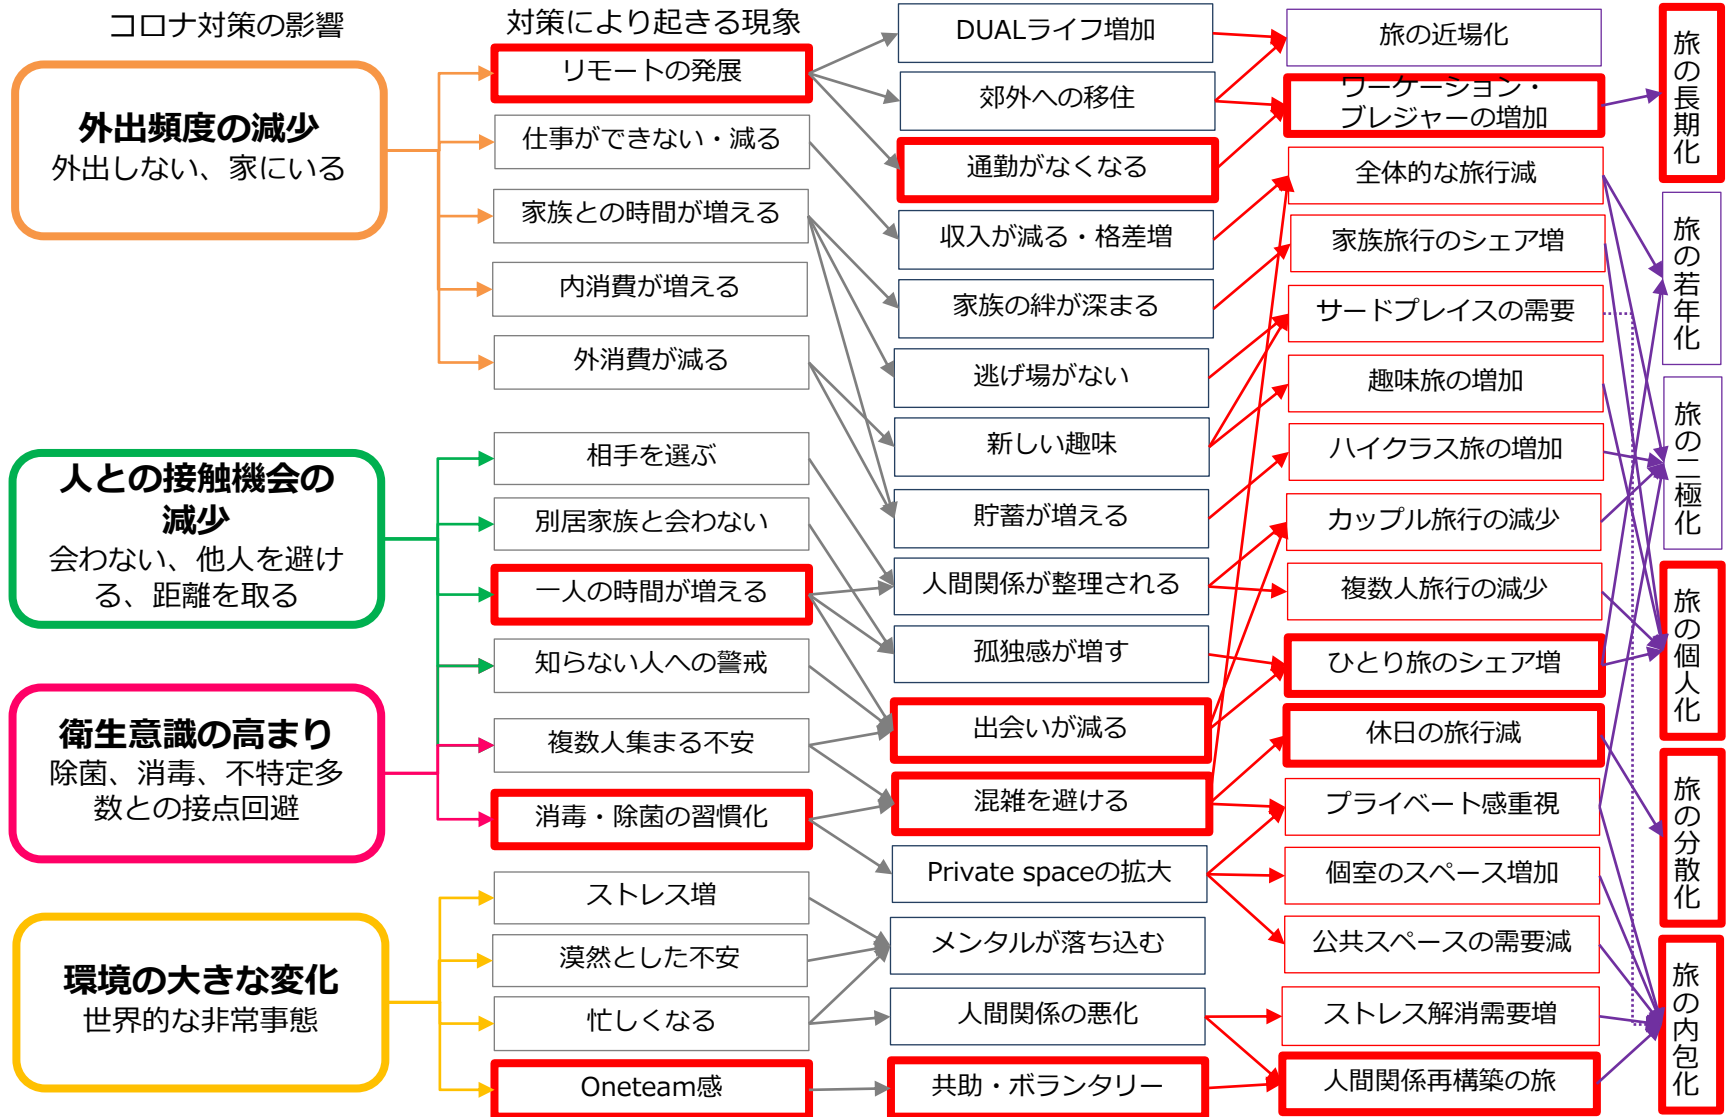 コロナ対策の影響
対策により起きる現象
外出頻度の減少
外出しない、家にいる
人との接触機会の
減少
会わない、他人を避け
る、距離を取る
衛生意識の高まり
除菌、消毒、不特定多
数との接点回避
環境の大きな変化
世界的な非常事態
リモートの発展
仕事ができない・減る
家族との時間が増える
内消費が増える
外消費が減る
相手を選ぶ
別居家族と会わない
一人の時間が増える
知らない人への警戒
複数人集まる不安
消毒・除菌の習慣化
ストレス増
漠然とした不安
忙しくなる
Oneteam感
DUALライフ増加
郊外への移住
通勤がなくなる
収入が減る・格差増
家族の絆が深まる
逃げ場がない
新しい趣味
貯蓄が増える
人間関係が整理される
孤独感が増す
出会いが減る
混雑を避ける
Private spaceの拡大
メンタルが落ち込む
人間関係の悪化
共助・ボランタリー
旅の近場化
ワーケーション・
ブレジャーの増加
全体的な旅行減
家族旅行のシェア増
サードプレイスの需要
趣味旅の増加
ハイクラス旅の増加
カップル旅行の減少
複数人旅行の減少
ひとり旅のシェア増
休日の旅行減
プライベート感重視
個室のスペース増加
公共スペースの需要減
ストレス解消需要増
人間関係再構築の旅
旅の長期化
旅の若年化
旅の二極化
旅の個人化
旅の分散化
旅の内包化